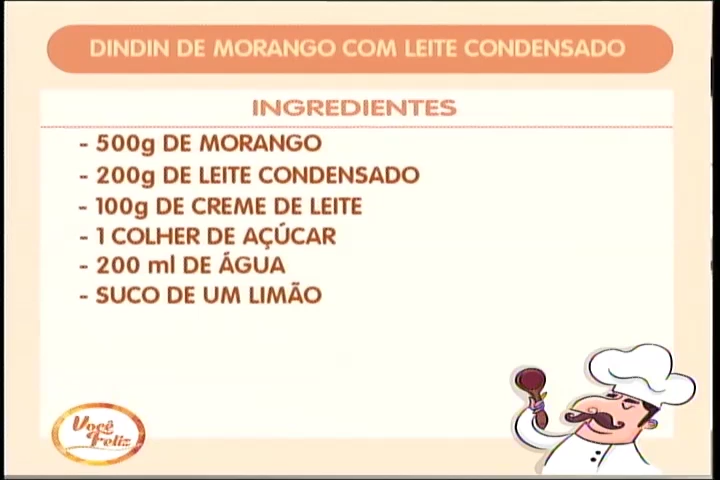 DINDIN DE MORANGO COM LEITE CONDENSADO
INGREDIENTES
- 500g DE MORANGO
- 200g DE LEITE CONDENSADO
- 100g DE CREME DE LEITE
- 1 COLHER DE AÇÚCAR
- 200 ml DE ÁGUA
- SUCO DE UM LIMÃO
Você
Feliz